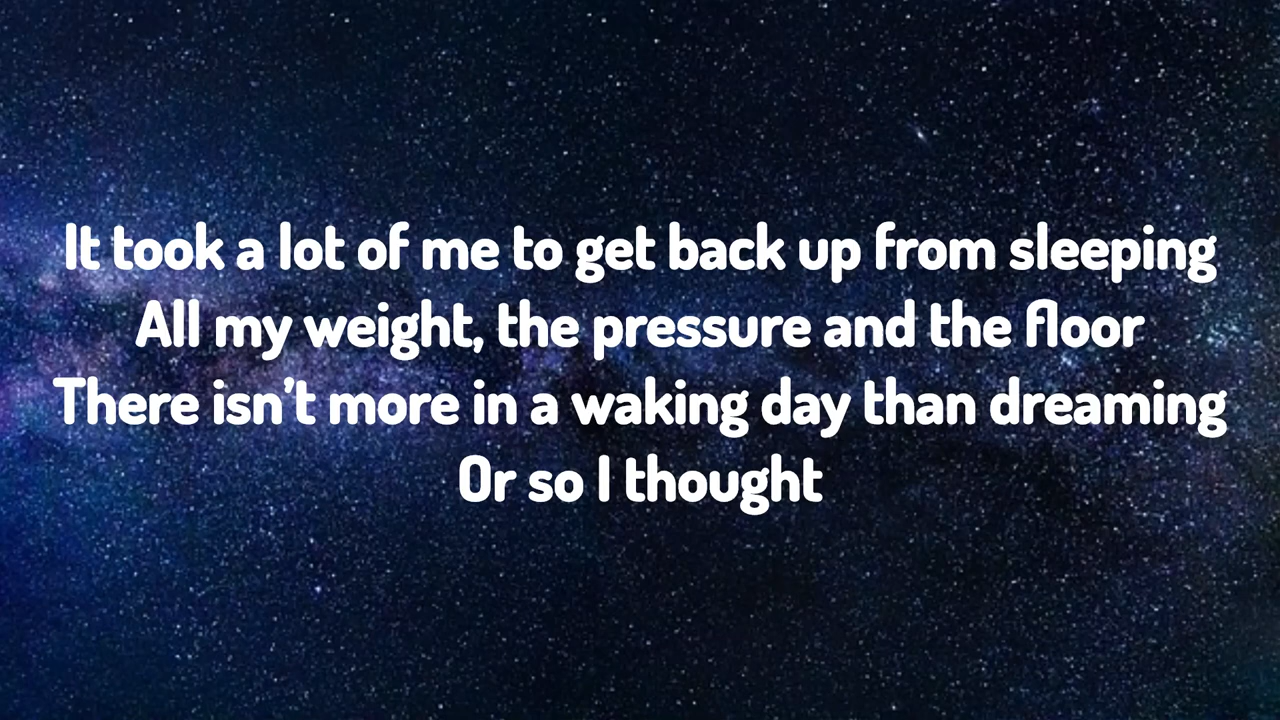 It took a lot of me to get back up from sleeping
All my weight, the pressure and the floor
There isn’t more in a waking day than dreaming
Or so I thought